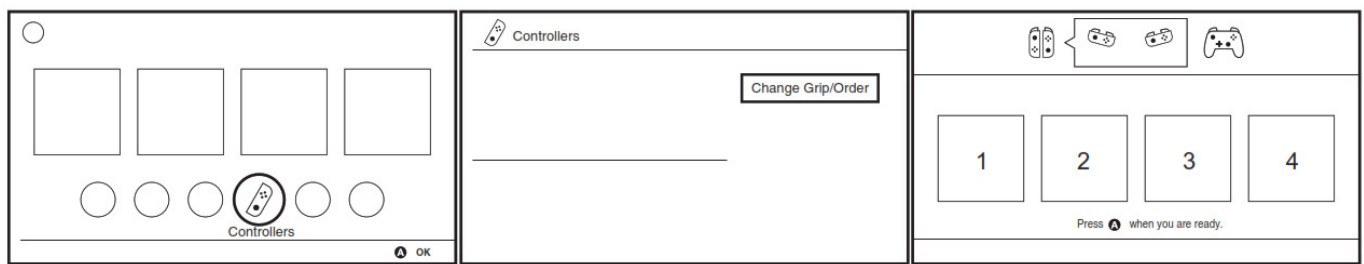 Controllers
A OK
Controllers
Change Grip/Order
1 2 3 4
Press A when you are ready.